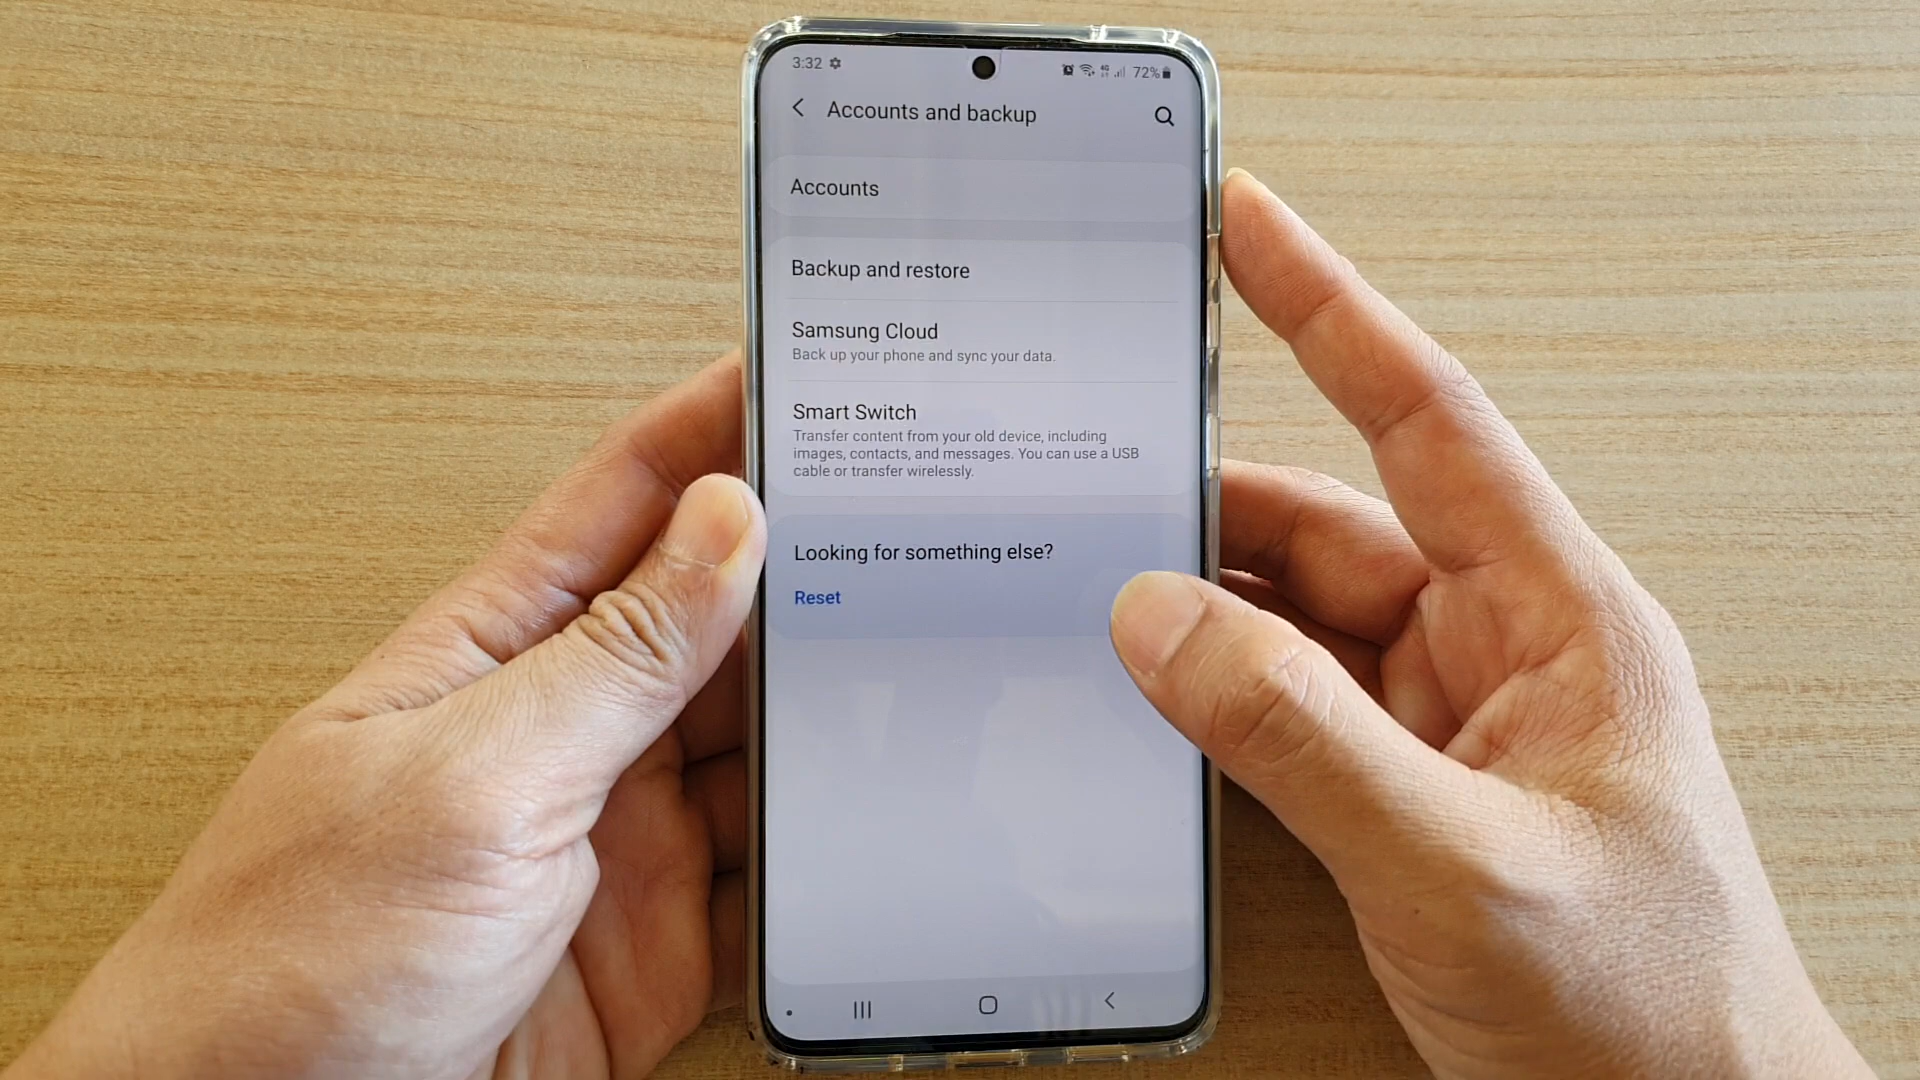 3:32
4G
72%
Accounts and backup
Accounts
Backup and restore
Samsung Cloud
Back up your phone and sync your data.
Smart Switch
Transfer content from your old device, including
images, contacts, and messages. You can use a USB
cable or transfer wirelessly.
Looking for something else?
Reset